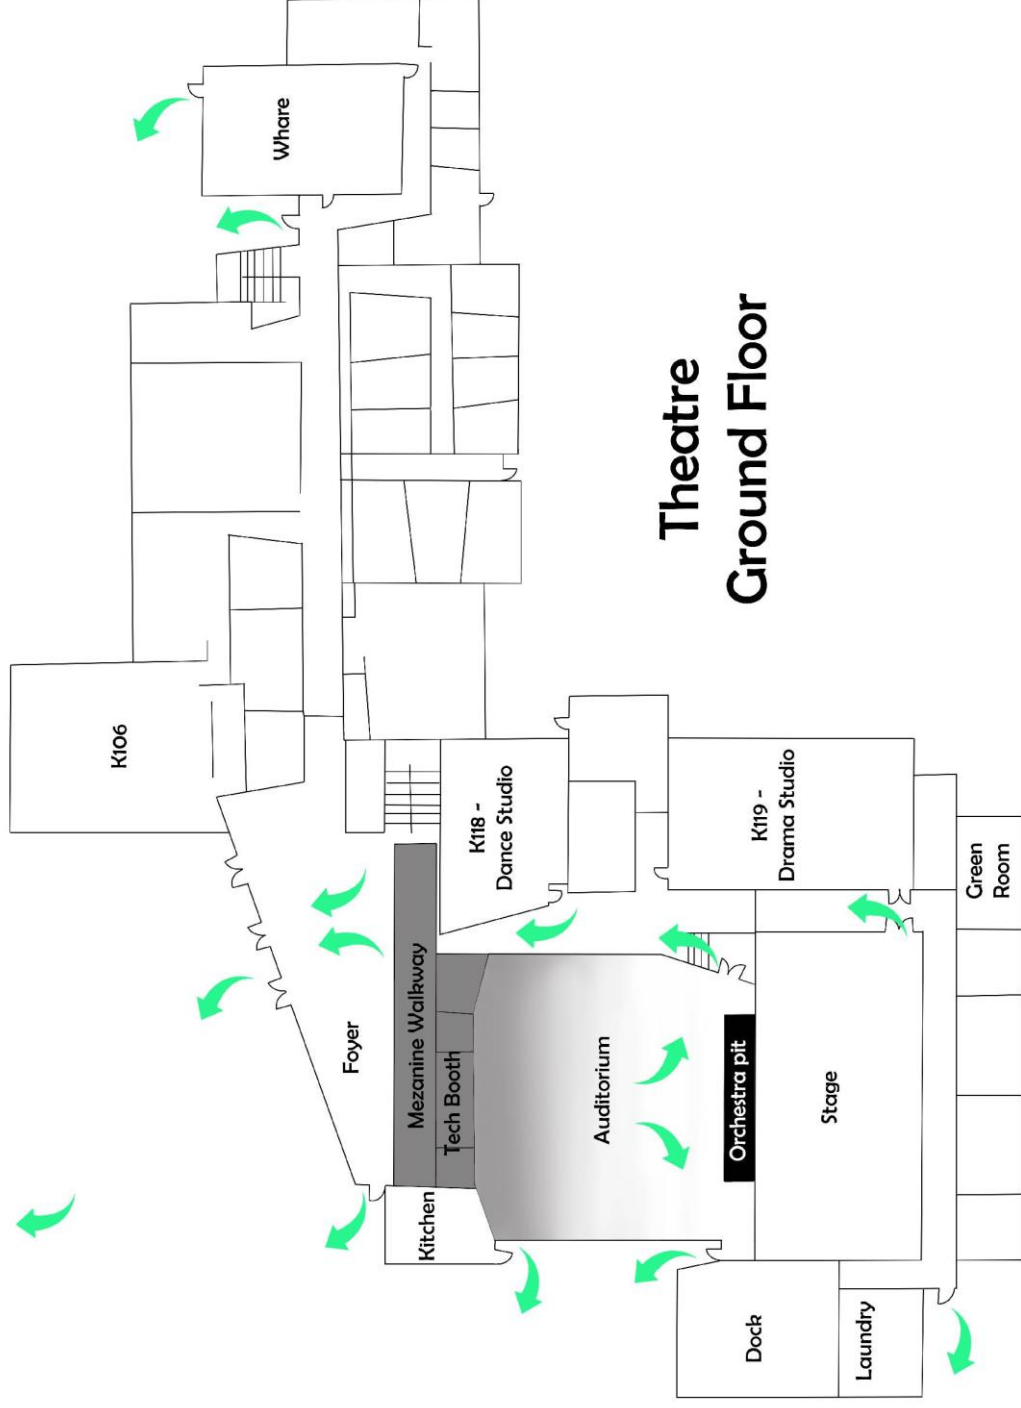 Whare
K106
Theatre
Ground Floor
K118 -
Dance Studio
K119 -
Drama Studio
Green
Room
Foyer
Mezanine Walkway
Tech Booth
Auditorium
Orchestra pit
Stage
Kitchen
Dock
Laundry